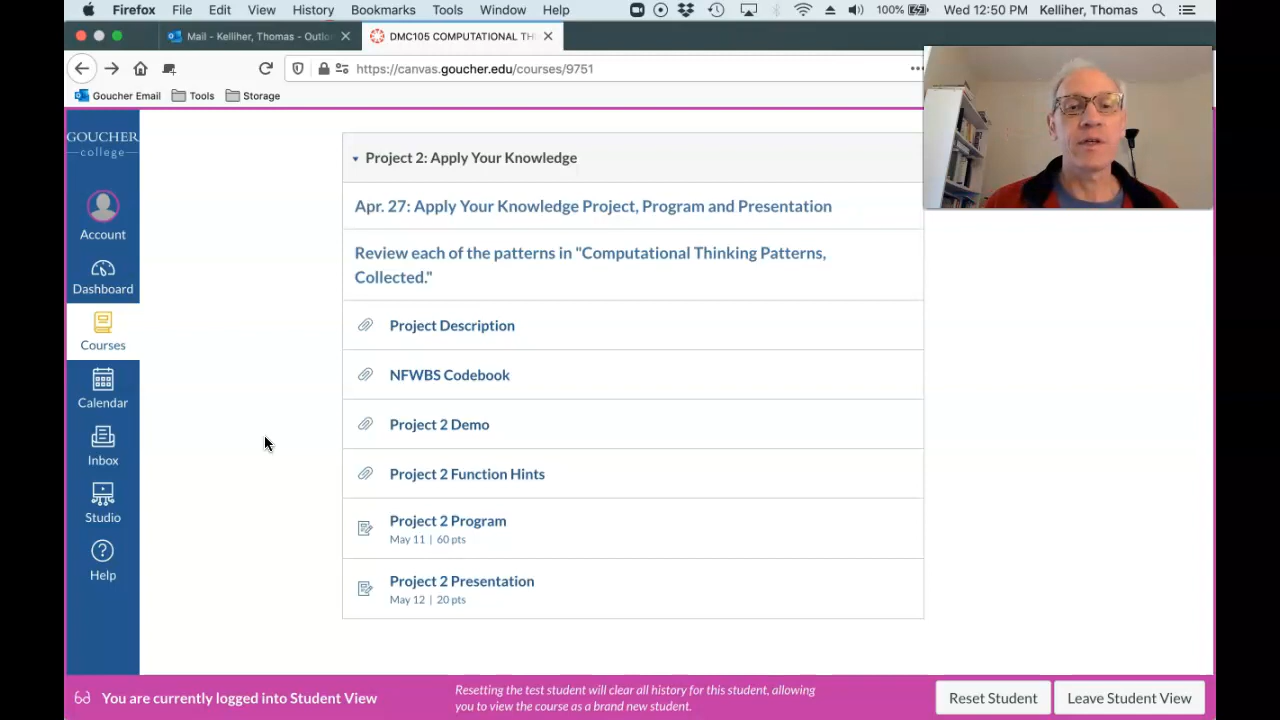 Firefox File Edit View History Bookmarks Tools Window Help 100% Wed 12:50 PM Kelliher, Thomas
Mail - Kelliher, Thomas - Outlo
DMC105 COMPUTATIONAL TH
https://canvas.goucher.edu/courses/9751
Goucher Email Tools Storage
GOUCHER
college
Account
Dashboard
Courses
Calendar
Inbox
Studio
Help
Project 2: Apply Your Knowledge
Apr. 27: Apply Your Knowledge Project, Program and Presentation
Review each of the patterns in "Computational Thinking Patterns,
Collected."
Project Description
NFWBS Codebook
Project 2 Demo
Project 2 Function Hints
Project 2 Program
May 11 | 60 pts
Project 2 Presentation
May 12 | 20 pts
You are currently logged into Student View
Resetting the test student will clear all history for this student, allowing
you to view the course as a brand new student.
Reset Student
Leave Student View